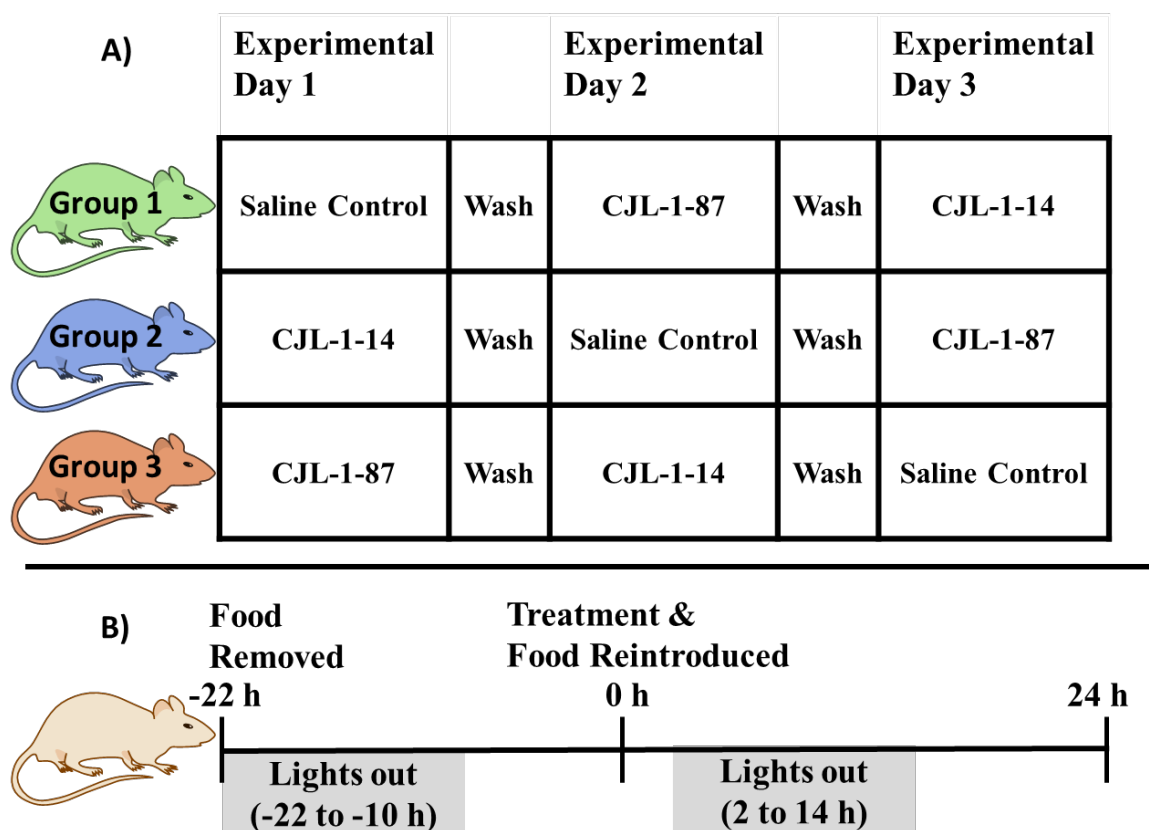 A)
Experimental
Day 1
Experimental
Day 2
Experimental
Day 3
Group 1
Saline Control
Wash
CJL-1-87
Wash
CJL-1-14
Group 2
CJL-1-14
Wash
Saline Control
Wash
CJL-1-87
Group 3
CJL-1-87
Wash
CJL-1-14
Wash
Saline Control
B)
Food
Removed
Treatment &
Food Reintroduced
-22 h
0 h
24 h
Lights out
(-22 to -10 h)
Lights out
(2 to 14 h)